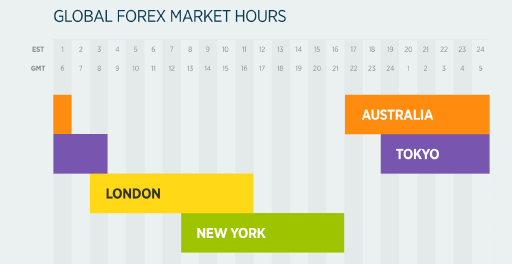 GLOBAL FOREX MARKET HOURS
EST 1 2 3 4 5 6 7 8 9 10 11 12 13 14 15 16 17 18 19 20 21 22 23 24
GMT 6 7 8 9 10 11 12 13 14 15 16 17 18 19 20 21 22 23 24 1 2 3 4 5
AUSTRALIA
TOKYO
LONDON
NEW YORK